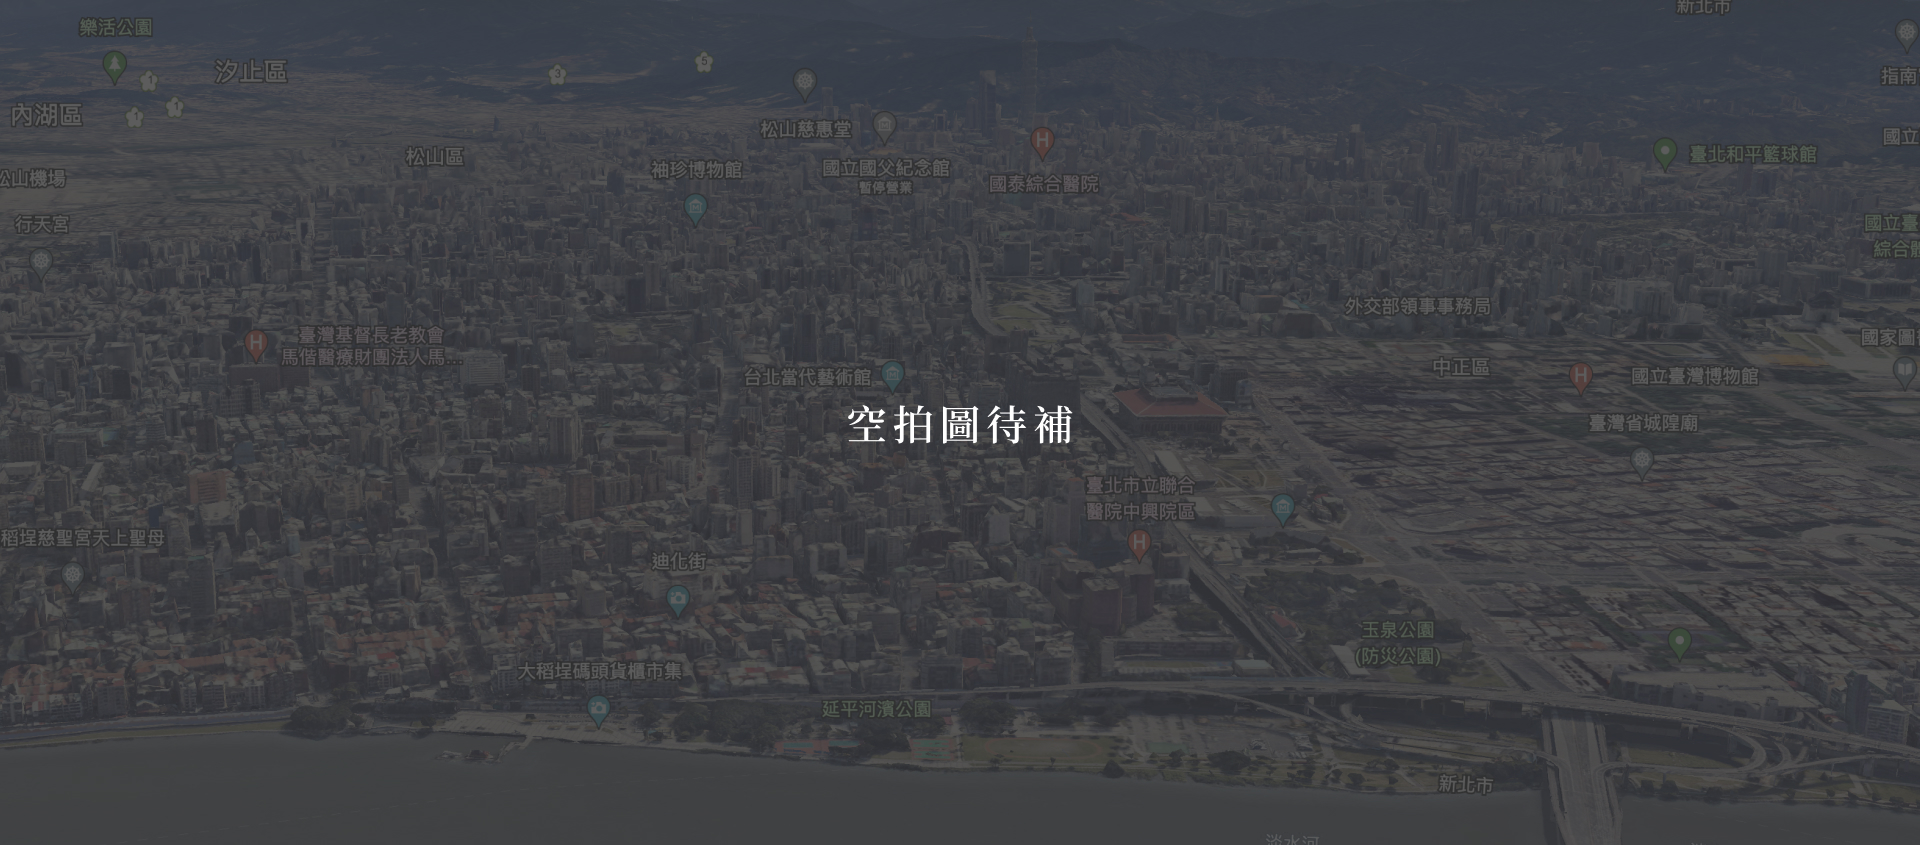 新北市
樂活公園
汐止區
3
5
指南
1
1
1
內湖區
松山慈惠堂
國立
松山區
袖珍博物館
國立國父紀念館
暫停營業
國泰綜合醫院
臺北和平籃球館
松山機場
行天宮
國立臺
綜合體
外交部領事事務局
臺灣基督長老教會
馬偕醫療財團法人馬...
國家圖
中正區
台北當代藝術館
國立臺灣博物館
空拍圖待補
臺灣省城隍廟
臺北市立聯合
醫院中興院區
稻埕慈聖宮天上聖母
迪化街
玉泉公園
(防災公園)
大稻埕碼頭貨櫃市集
延平河濱公園
新北市
淡水河